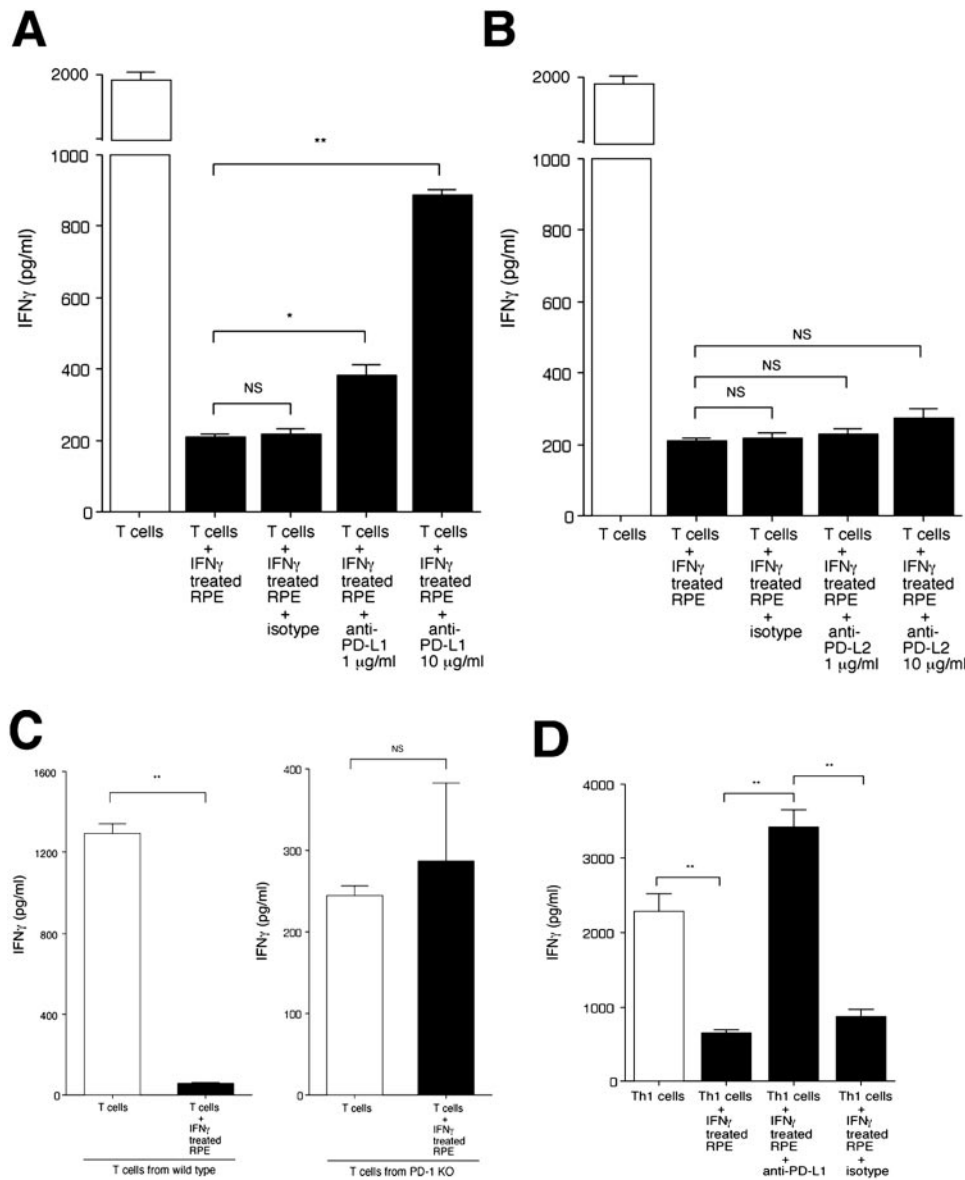 A
IFNγ (pg/ml)
2000
1000
800
600
400
200
0
**
*
NS
T cells
T cells
+
IFNγ
treated
RPE
T cells
+
IFNγ
treated
RPE
+
isotype
T cells
+
IFNγ
treated
RPE
+
anti-
PD-L1
1 μg/ml
T cells
+
IFNγ
treated
RPE
+
anti-
PD-L1
10 μg/ml
B
IFNγ (pg/ml)
2000
1000
800
600
400
200
0
NS
NS
NS
T cells
T cells
+ IFNγ
treated
RPE
T cells
+ IFNγ
treated
RPE
+
isotype
T cells
+ IFNγ
treated
RPE
+
anti-
PD-L2
1 μg/ml
T cells
+ IFNγ
treated
RPE
+
anti-
PD-L2
10 μg/ml
C
IFNγ (pg/ml)
1600
1200
800
400
0
**
T cells
T cells
+ IFNγ
treated
RPE
T cells from wild type
IFNγ (pg/ml)
400
300
200
100
0
NS
T cells
T cells
+ IFNγ
treated
RPE
T cells from PD-1 KO
D
IFNγ (pg/ml)
4000
3000
2000
1000
0
**
**
**
Th1 cells
Th1 cells
+
IFNγ
treated
RPE
Th1 cells
+
IFNγ
treated
RPE
+
anti-PD-L1
Th1 cells
+
IFNγ
treated
RPE
+
isotype